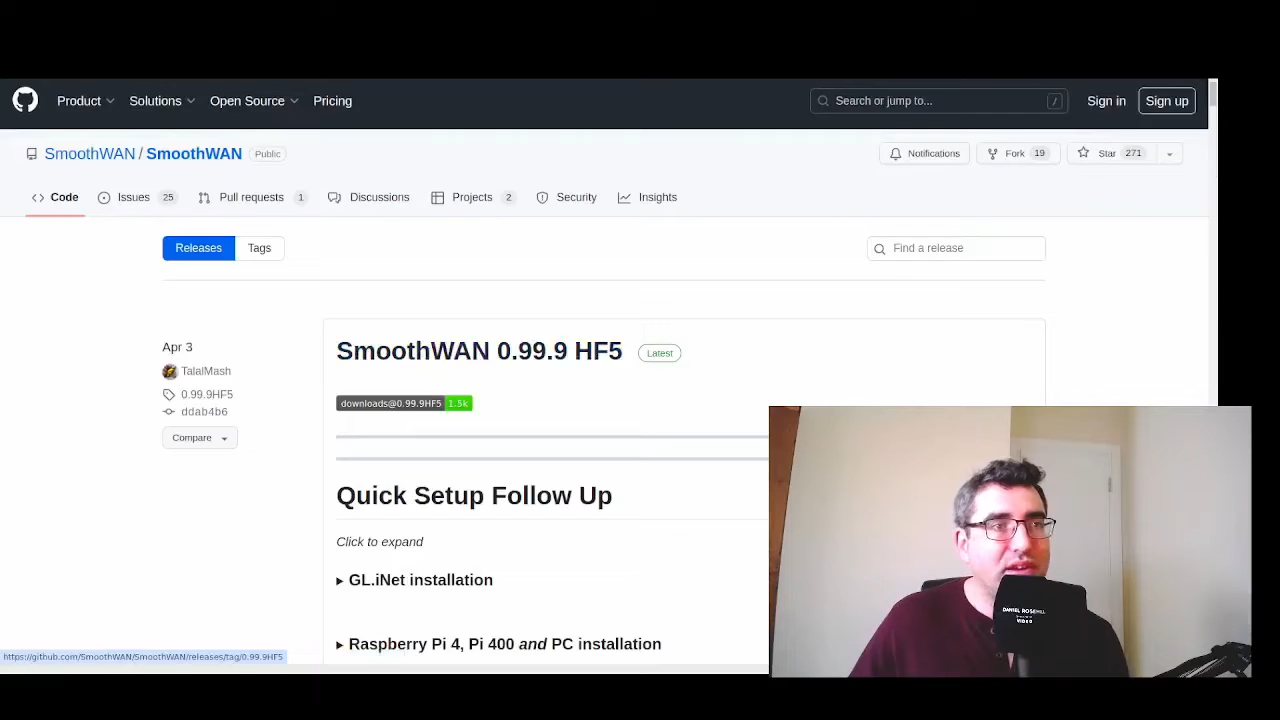 Product Solutions Open Source Pricing Search or jump to... / Sign in Sign up
SmoothWAN / SmoothWAN Public Notifications Fork 19 Star 271
Code Issues 25 Pull requests 1 Discussions Projects 2 Security Insights
Releases Tags Find a release
Apr 3
TalalMash
0.99.9HF5
ddab4b6
Compare
SmoothWAN 0.99.9 HF5 Latest
downloads@0.99.9HF5 1.5k
Quick Setup Follow Up
Click to expand
GL.iNet installation
Raspberry Pi 4, Pi 400 and PC installation
https://github.com/SmoothWAN/SmoothWAN/releases/tag/0.99.9HF5
DANIEL ROSEHILL
VIDEO